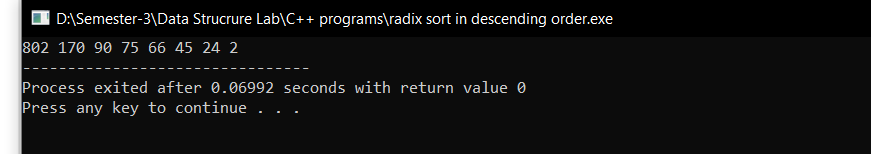 D:\Semester-3\Data Strucrure Lab\C++ programs\radix sort in descending order.exe
802 170 90 75 66 45 24 2
--------------------------------
Process exited after 0.06992 seconds with return value 0
Press any key to continue . . .